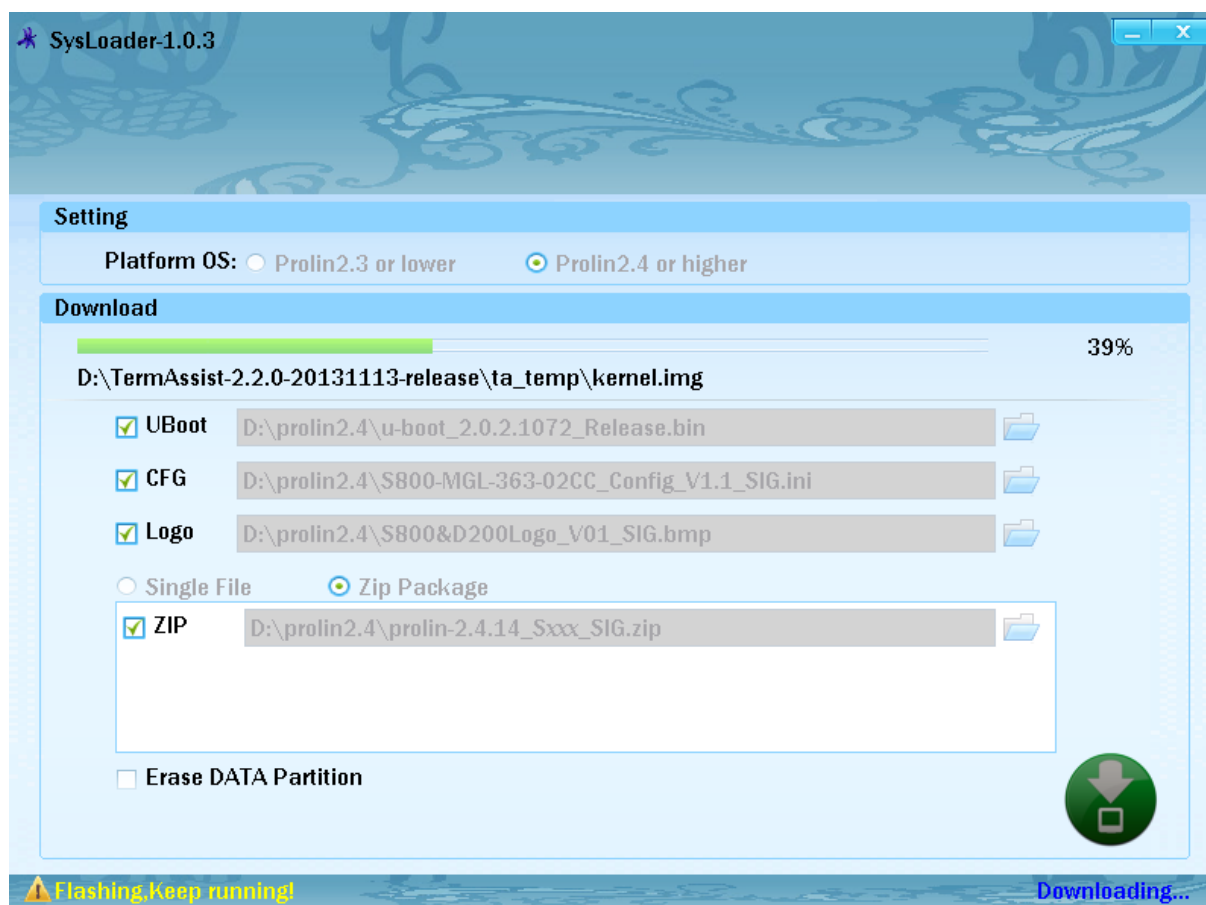 SysLoader-1.0.3
Setting
Platform OS: Prolin2.3 or lower Prolin2.4 or higher
Download
39%
D:\TermAssist-2.2.0-20131113-release\ta_temp\kernel.img
UBoot D:\prolin2.4\u-boot_2.0.2.1072_Release.bin
CFG D:\prolin2.4\S800-MGL-363-02CC_Config_V1.1_SIG.ini
Logo D:\prolin2.4\S800&D200Logo_V01_SIG.bmp
Single File Zip Package
ZIP D:\prolin2.4\prolin-2.4.14_Sxxx_SIG.zip
Erase DATA Partition
Flashing,Keep running! Downloading...